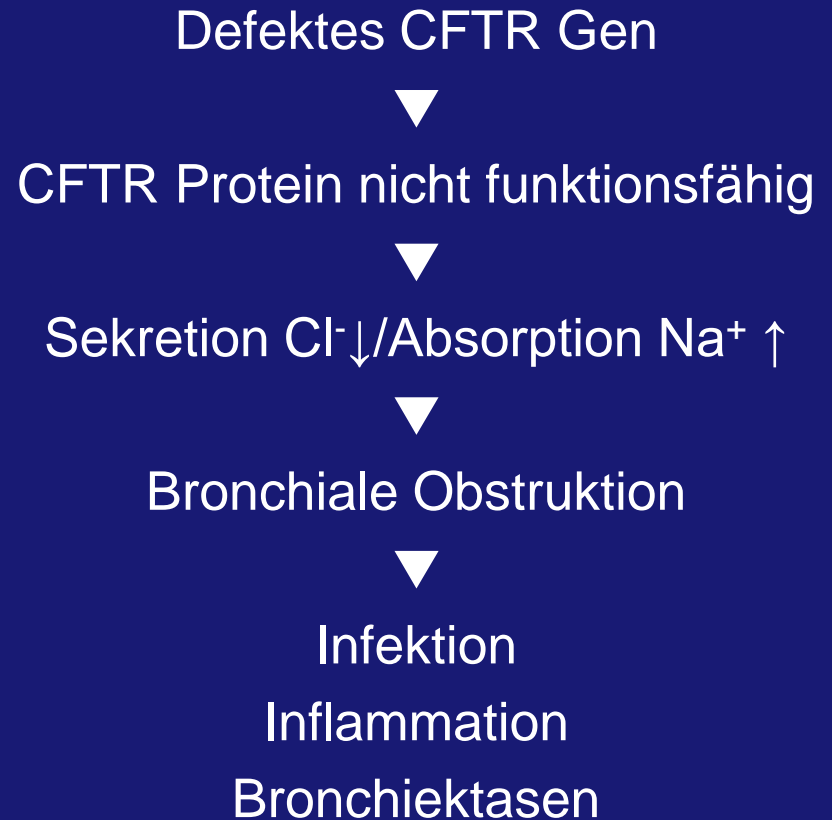 Defektes CFTR Gen
▼
CFTR Protein nicht funktionsfähig
▼
Sekretion Cl⁻↓/Absorption Na⁺ ↑
▼
Bronchiale Obstruktion
▼
Infektion
Inflammation
Bronchiektasen